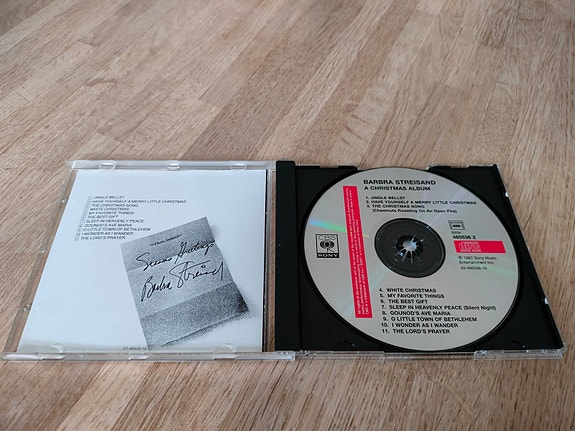 JINGLE BELLS?
HAVE YOURSELF A MERRY LITTLE CHRISTMAS
THE CHRISTMAS SONG
WHITE CHRISTMAS
MY FAVORITE THINGS
THE BEST GIFT
SLEEP IN HEAVENLY PEACE
GOUNOD'S AVE MARIA
O LITTLE TOWN OF BETHLEHEM
I WONDER AS I WANDER
THE LORD'S PRAYER
Barbra Streisand
BARBRA STREISAND
A CHRISTMAS ALBUM
1. JINGLE BELLS?
2. HAVE YOURSELF A MERRY LITTLE CHRISTMAS
3. THE CHRISTMAS SONG
(Chestnuts Roasting On An Open Fire)
CBS
SONY
460536 2
℗ 1967 Sony Music
Entertainment Inc.
4. WHITE CHRISTMAS
5. MY FAVORITE THINGS
6. THE BEST GIFT
7. SLEEP IN HEAVENLY PEACE (Silent Night)
8. GOUNOD'S AVE MARIA
9. O LITTLE TOWN OF BETHLEHEM
10. I WONDER AS I WANDER
11. THE LORD'S PRAYER